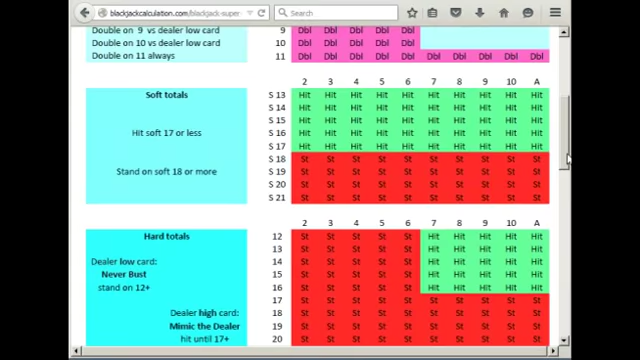 blackjackcalculation.com/blackjack-super-
Search
Double on 9 vs dealer low card 9 Dbl Dbl Dbl Dbl Dbl
Double on 10 vs dealer low card 10 Dbl Dbl Dbl Dbl Dbl
Double on 11 always 11 Dbl Dbl Dbl Dbl Dbl Dbl Dbl Dbl Dbl Dbl
2 3 4 5 6 7 8 9 10 A
Soft totals S 13 Hit Hit Hit Hit Hit Hit Hit Hit Hit Hit
S 14 Hit Hit Hit Hit Hit Hit Hit Hit Hit Hit
S 15 Hit Hit Hit Hit Hit Hit Hit Hit Hit Hit
Hit soft 17 or less S 16 Hit Hit Hit Hit Hit Hit Hit Hit Hit Hit
S 17 Hit Hit Hit Hit Hit Hit Hit Hit Hit Hit
S 18 St St St St St St St St St St
Stand on soft 18 or more S 19 St St St St St St St St St St
S 20 St St St St St St St St St St
S 21 St St St St St St St St St St
2 3 4 5 6 7 8 9 10 A
Hard totals 12 St St St St St Hit Hit Hit Hit Hit
13 St St St St St Hit Hit Hit Hit Hit
Dealer low card: 14 St St St St St Hit Hit Hit Hit Hit
Never Bust 15 St St St St St Hit Hit Hit Hit Hit
stand on 12+ 16 St St St St St Hit Hit Hit Hit Hit
17 St St St St St St St St St St
Dealer high card: 18 St St St St St St St St St St
Mimic the Dealer 19 St St St St St St St St St St
hit until 17+ 20 St St St St St St St St St St